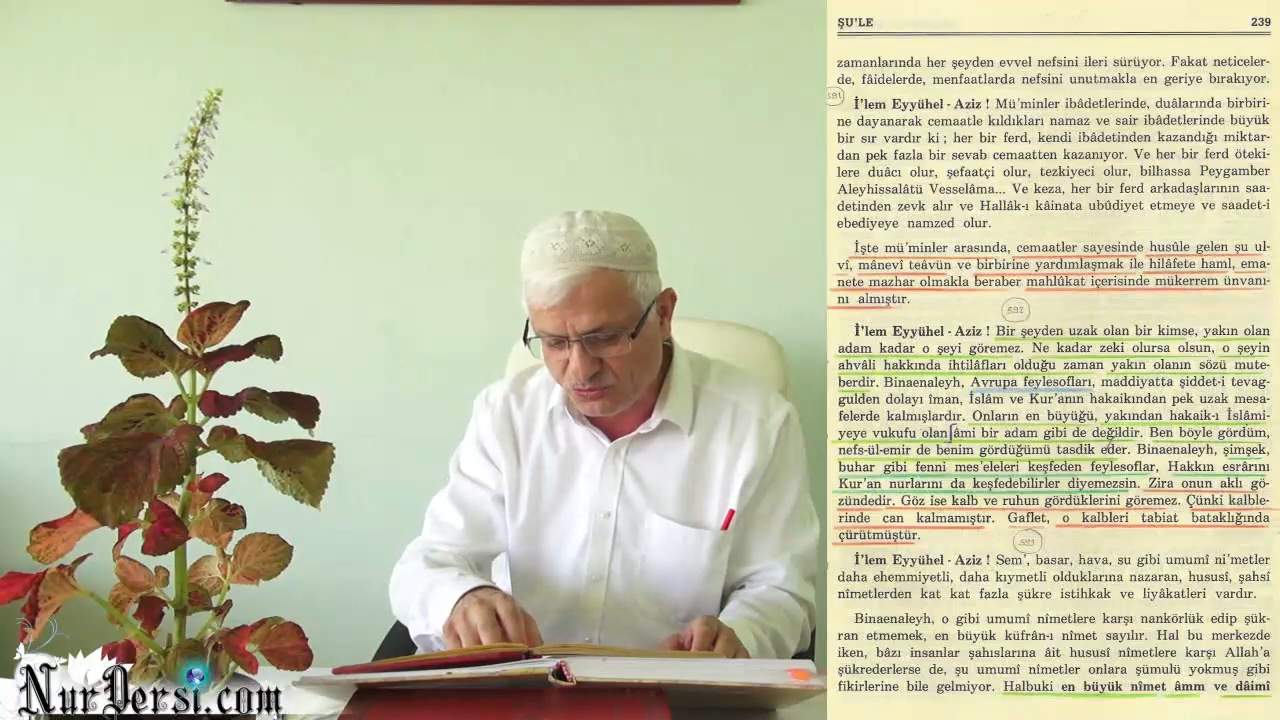 ŞU'LE 239
zamanlarında her şeyden evvel nefsini ileri sürüyor. Fakat neticeler-
de, fâidelerde, menfaatlarda nefsini unutmakla en geriye bırakıyor.
591
İ'lem Eyyühel - Aziz ! Mü'minler ibâdetlerinde, duâlarında birbiri-
ne dayanarak cemaatle kıldıkları namaz ve sair ibâdetlerinde büyük
bir sır vardır ki ; her bir ferd, kendi ibâdetinden kazandığı miktar-
dan pek fazla bir sevab cemaatten kazanıyor. Ve her bir ferd öteki-
lere duâcı olur, şefaatçi olur, tezkiyeci olur, bilhassa Peygamber
Aleyhissalâtü Vesselâma... Ve keza, her bir ferd arkadaşlarının saa-
detinden zevk alır ve Hallâk-ı kâinata ubûdiyet etmeye ve saadet-i
ebediyeye namzed olur.
İşte mü'minler arasında, cemaatler sayesinde husûle gelen şu ul-
vî, mânevî teâvün ve birbirine yardımlaşmak ile hilâfete haml, ema-
nete mazhar olmakla beraber mahlûkat içerisinde mükerrem ünvanı-
nı almıştır.
592
İ'lem Eyyühel - Aziz ! Bir şeyden uzak olan bir kimse, yakın olan
adam kadar o şeyi göremez. Ne kadar zeki olursa olsun, o şeyin
ahvâli hakkında ihtilâfları olduğu zaman yakın olanın sözü mute-
berdir. Binaenaleyh, Avrupa feylesofları, maddiyatta şiddet-i tevag-
gulden dolayı îman, İslâm ve Kur'anın hakaikından pek uzak mesa-
felerde kalmışlardır. Onların en büyüğü, yakından hakaik-ı İslâmi-
yeye vukufu olan âmi bir adam gibi de değildir. Ben böyle gördüm,
nefs-ül-emir de benim gördüğümü tasdik eder. Binaenaleyh, şimşek,
buhar gibi fenni mes'eleleri keşfeden feylesoflar, Hakkın esrârını
Kur'an nurlarını da keşfedebilirler diyemezsin. Zira onun aklı gö-
zündedir. Göz ise kalb ve ruhun gördüklerini göremez. Çünki kalble-
rinde can kalmamıştır. Gaflet, o kalbleri tabiat bataklığında
çürütmüştür.
593
İ'lem Eyyühel - Aziz ! Sem', basar, hava, su gibi umumî ni'metler
daha ehemmiyetli, daha kıymetli olduklarına nazaran, hususî, şahsî
nîmetlerden kat kat fazla şükre istihkak ve liyâkatleri vardır.
Binaenaleyh, o gibi umumî nîmetlere karşı nankörlük edip şük-
ran etmemek, en büyük küfrân-ı nîmet sayılır. Hal bu merkezde
iken, bâzı insanlar şahıslarına âit hususî nîmetlere karşı Allah'a
şükrederlerse de, şu umumî nîmetler onlara şümulü yokmuş gibi
fikirlerine bile gelmiyor. Halbuki en büyük nîmet âmm ve dâimî
NurDersi.com